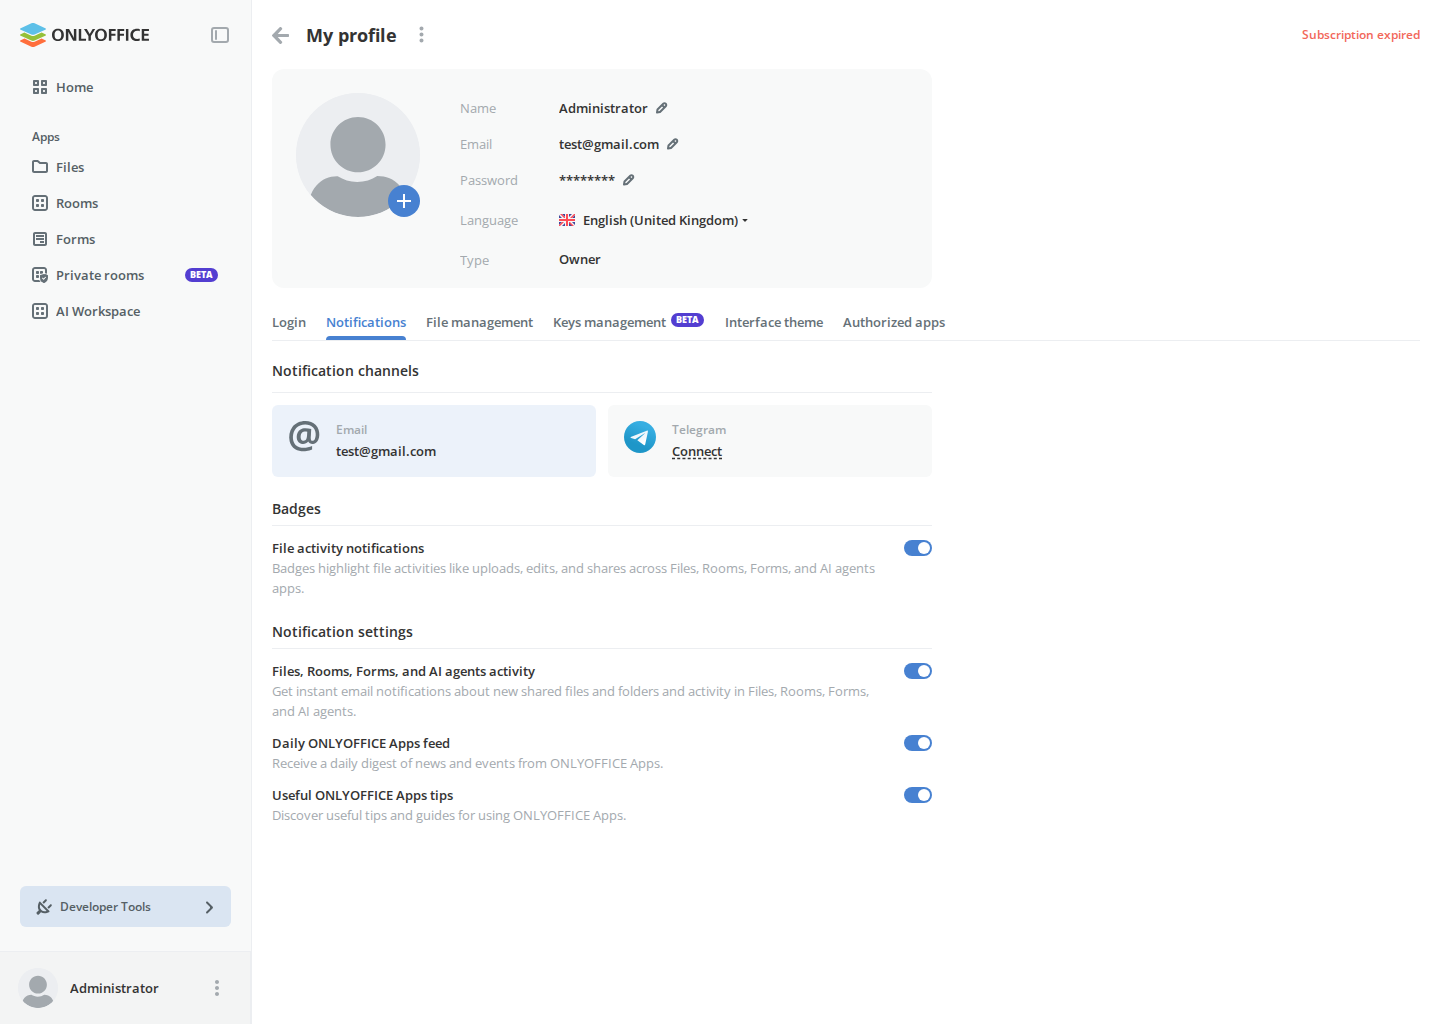 ONLYOFFICE
Home
Apps
Files
Rooms
Forms
Private rooms BETA
AI Workspace
Developer Tools
Administrator
My profile
Subscription expired
Name Administrator
Email test@gmail.com
Password ********
Language English (United Kingdom)
Type Owner
Login Notifications File management Keys management BETA Interface theme Authorized apps
Notification channels
@ Email
test@gmail.com
Telegram
Connect
Badges
File activity notifications
Badges highlight file activities like uploads, edits, and shares across Files, Rooms, Forms, and AI agents
apps.
Notification settings
Files, Rooms, Forms, and AI agents activity
Get instant email notifications about new shared files and folders and activity in Files, Rooms, Forms,
and AI agents.
Daily ONLYOFFICE Apps feed
Receive a daily digest of news and events from ONLYOFFICE Apps.
Useful ONLYOFFICE Apps tips
Discover useful tips and guides for using ONLYOFFICE Apps.